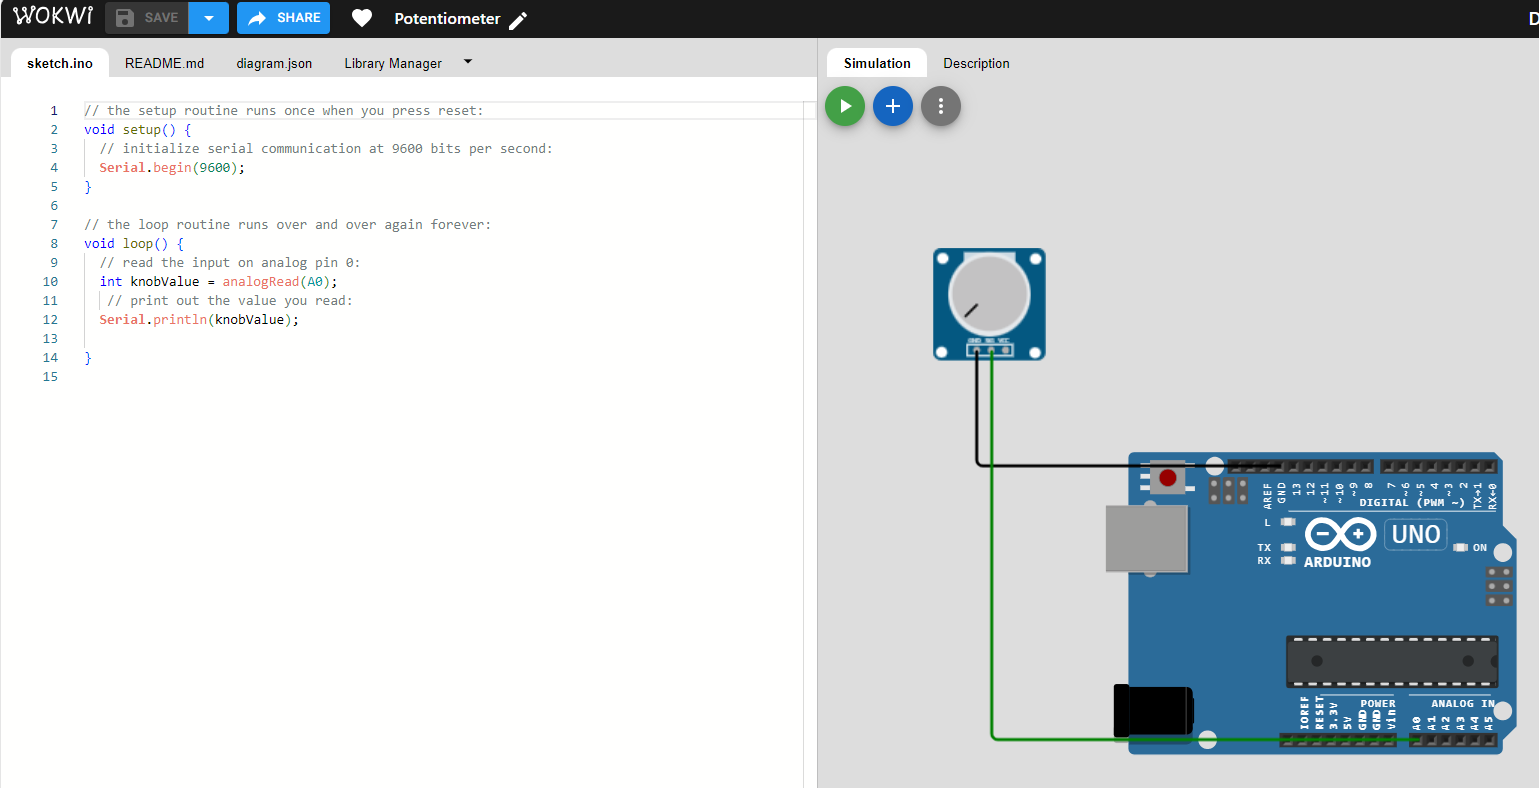 WOKWI SAVE SHARE Potentiometer D
sketch.ino README.md diagram.json Library Manager
1 // the setup routine runs once when you press reset:
2 void setup() {
3 // initialize serial communication at 9600 bits per second:
4 Serial.begin(9600);
5 }
6
7 // the loop routine runs over and over again forever:
8 void loop() {
9 // read the input on analog pin 0:
10 int knobValue = analogRead(A0);
11 // print out the value you read:
12 Serial.println(knobValue);
13
14 }
15
Simulation Description
GND SIG VCC
AREF GND 13 12 ~11 ~10 ~9 8 7 ~6 ~5 4 ~3 2 TX→1 RX←0
DIGITAL (PWM ~)
L
TX
RX
UNO
ON
ARDUINO
POWER ANALOG IN
IOREF RESET 3.3V 5V GND GND Vin A0 A1 A2 A3 A4 A5